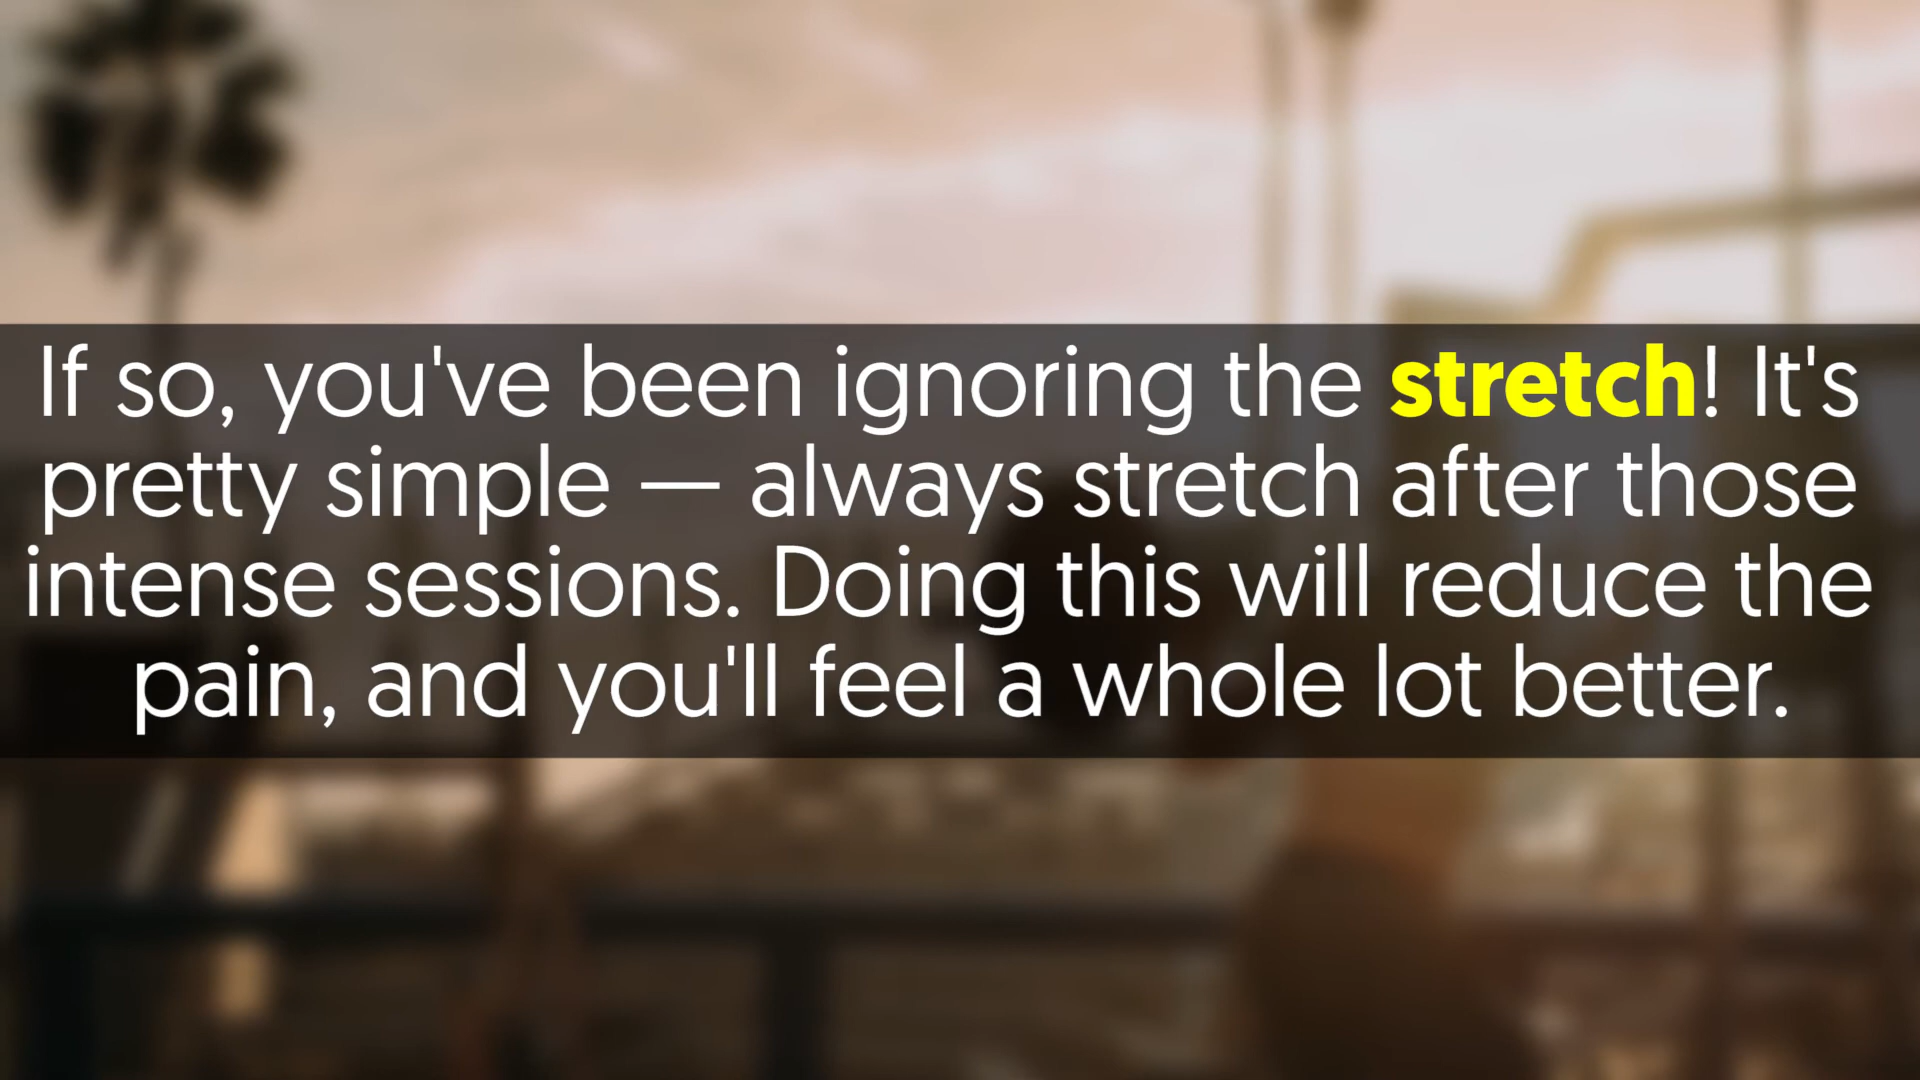 If so, you've been ignoring the stretch! It's
pretty simple — always stretch after those
intense sessions. Doing this will reduce the
pain, and you'll feel a whole lot better.